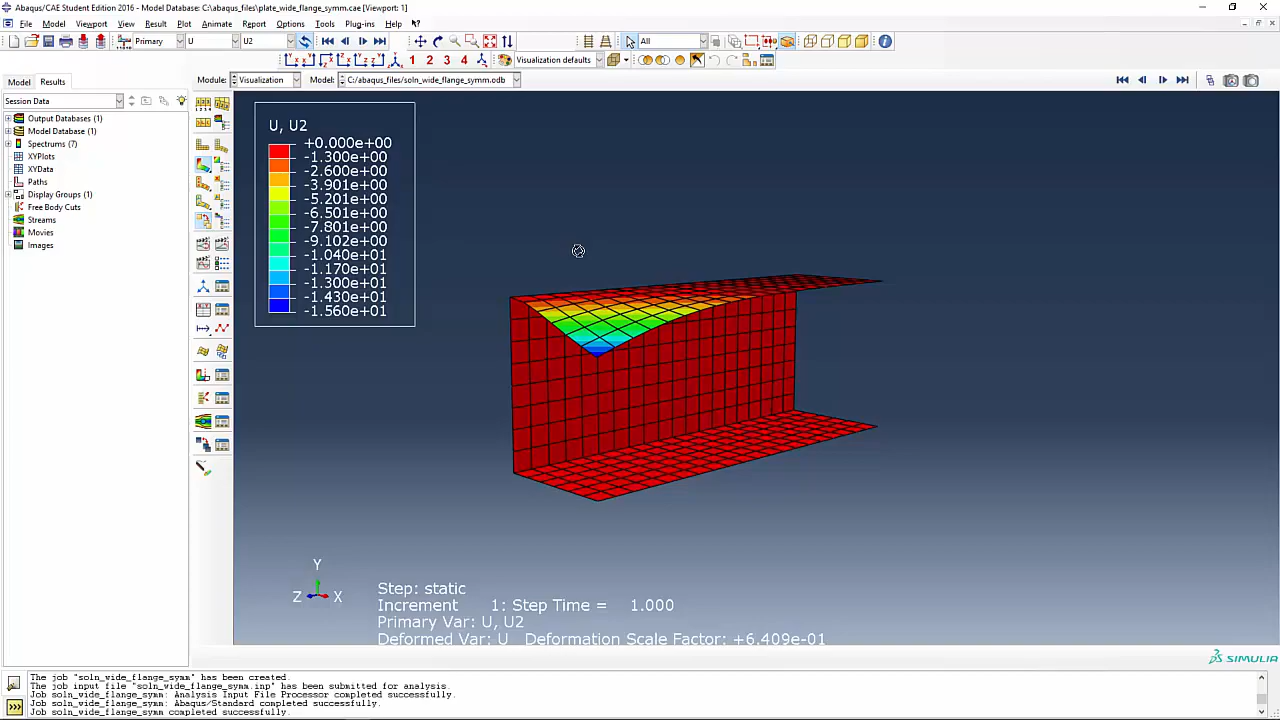 Abaqus/CAE Student Edition 2016 - Model Database: C:\abaqus_files\plate_wide_flange_symm.cae [Viewport: 1]
File Model Viewport View Result Plot Animate Report Options Tools Plug-ins Help
Primary U U2 All
1 2 3 4 Visualization defaults
Model Results Module: Visualization Model: C:/abaqus_files/soln_wide_flange_symm.odb
Session Data
Output Databases (1)
Model Database (1)
Spectrums (7)
XYPlots
XYData
Paths
Display Groups (1)
Free Body Cuts
Streams
Movies
Images
U, U2
+0.000e+00
-1.300e+00
-2.600e+00
-3.901e+00
-5.201e+00
-6.501e+00
-7.801e+00
-9.102e+00
-1.040e+01
-1.170e+01
-1.300e+01
-1.430e+01
-1.560e+01
Y
Z X
Step: static
Increment 1: Step Time = 1.000
Primary Var: U, U2
Deformed Var: U Deformation Scale Factor: +6.409e-01
SIMULIA
The job "soln_wide_flange_symm" has been created.
The job input file "soln_wide_flange_symm.inp" has been submitted for analysis.
Job soln_wide_flange_symm: Analysis Input File Processor completed successfully.
Job soln_wide_flange_symm: Abaqus/Standard completed successfully.
Job soln_wide_flange_symm completed successfully.